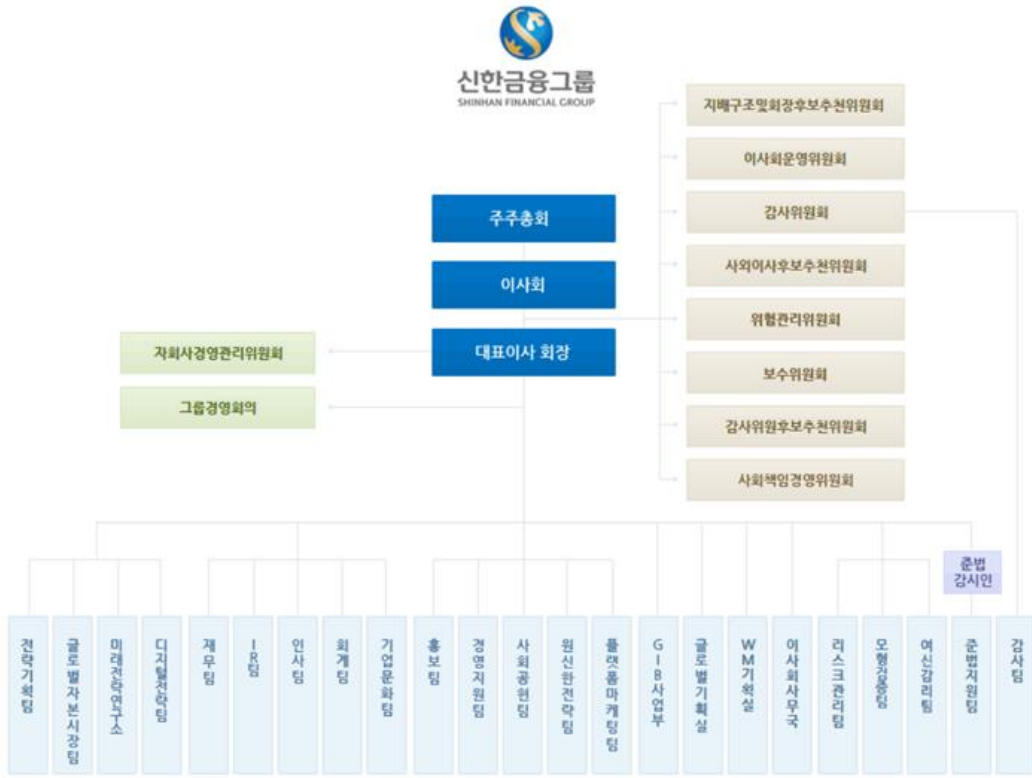 신한금융그룹
SHINHAN FINANCIAL GROUP
주주총회
이사회
대표이사 회장
자회사경영관리위원회
그룹경영회의
지배구조및회장후보추천위원회
이사회운영위원회
감사위원회
사외이사후보추천위원회
위험관리위원회
보수위원회
감사위원후보추천위원회
사회책임경영위원회
준법
감시인
전략기획팀
글로벌자본시장팀
미래전략연구소
디지털전략팀
재무팀
IR팀
인사팀
회계팀
기업문화팀
홍보팀
경영지원팀
사회공헌팀
원신한전략팀
플랫폼마케팅팀
GIB사업부
글로벌기획실
WM기획실
이사회사무국
리스크관리팀
모형검증팀
여신감리팀
준법지원팀
감사팀